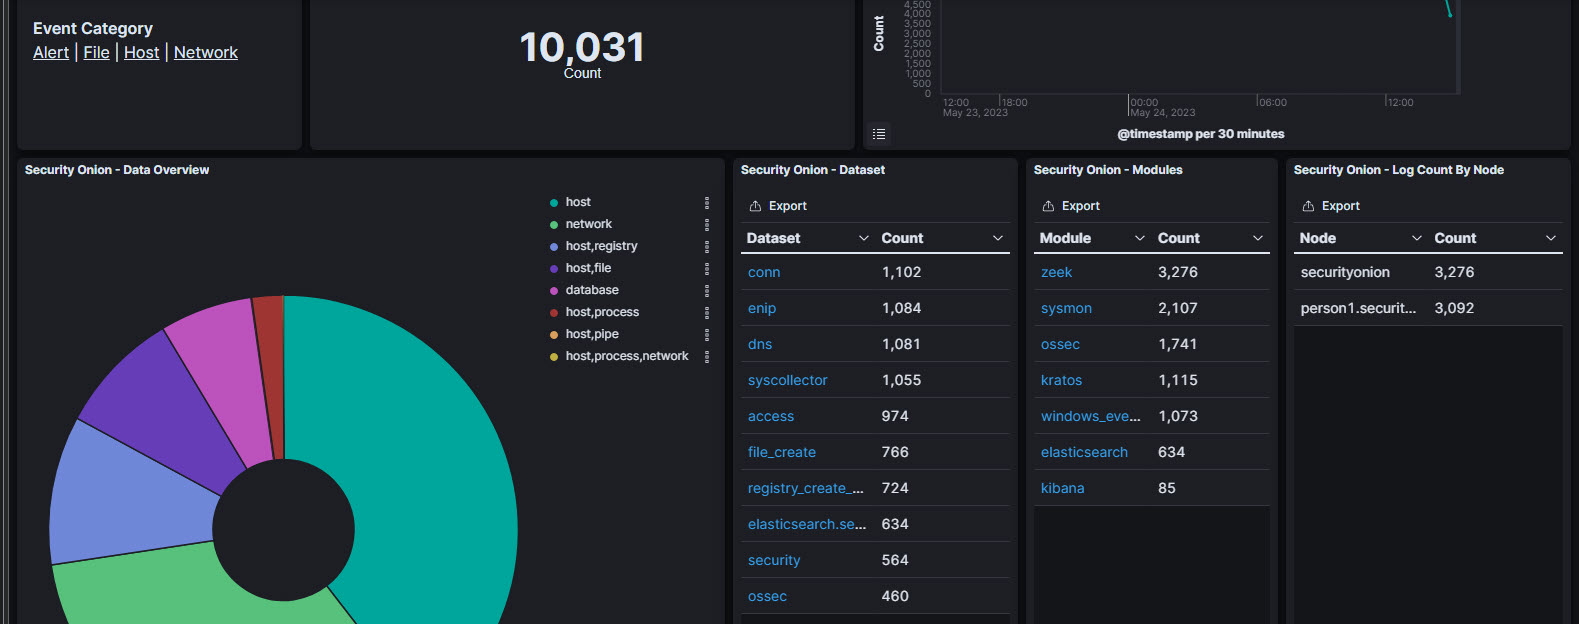 Event Category
Alert | File | Host | Network
10,031
Count
Count
4,500
4,000
3,500
3,000
2,500
2,000
1,500
1,000
500
0
12:00
May 23, 2023
18:00
00:00
May 24, 2023
06:00
12:00
@timestamp per 30 minutes
Security Onion - Data Overview
host
network
host,registry
host,file
database
host,process
host,pipe
host,process,network
Security Onion - Dataset
Export
Dataset Count
conn 1,102
enip 1,084
dns 1,081
syscollector 1,055
access 974
file_create 766
registry_create_... 724
elasticsearch.se... 634
security 564
ossec 460
Security Onion - Modules
Export
Module Count
zeek 3,276
sysmon 2,107
ossec 1,741
kratos 1,115
windows_eve... 1,073
elasticsearch 634
kibana 85
Security Onion - Log Count By Node
Export
Node Count
securityonion 3,276
person1.securit... 3,092